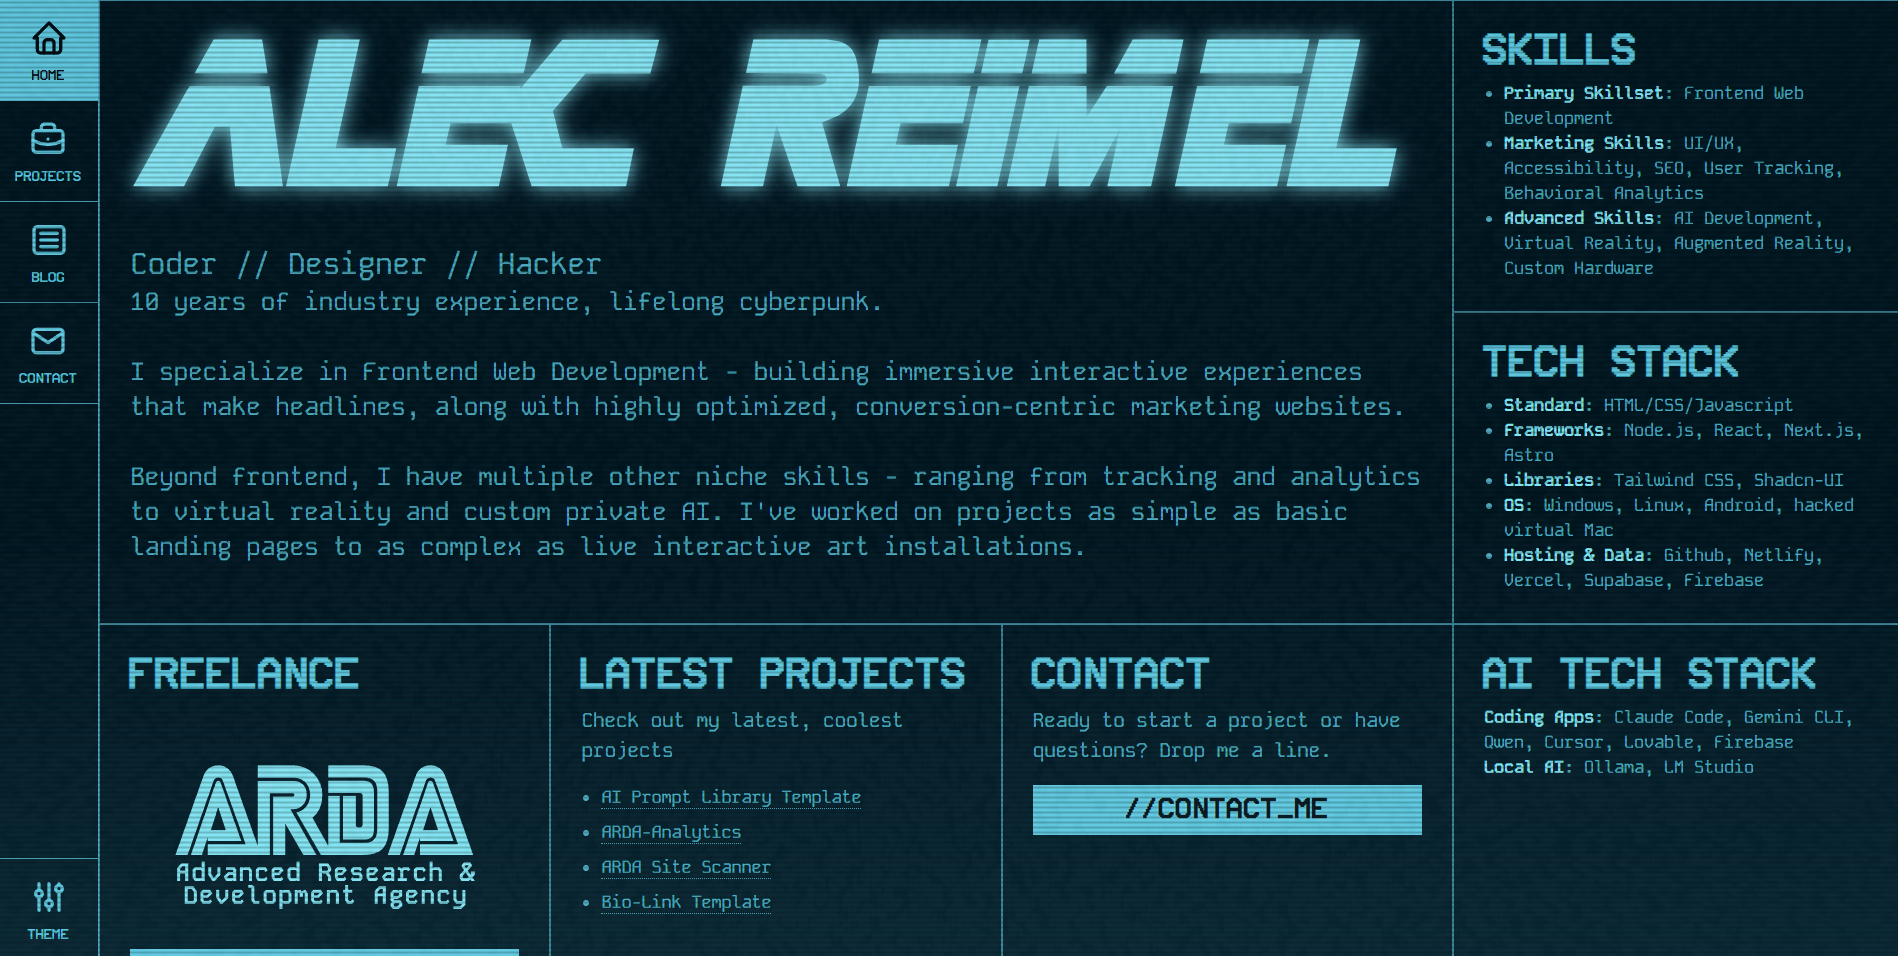 HOME
PROJECTS
BLOG
CONTACT
THEME
ALEC REIMEL
Coder // Designer // Hacker
10 years of industry experience, lifelong cyberpunk.
I specialize in Frontend Web Development - building immersive interactive experiences
that make headlines, along with highly optimized, conversion-centric marketing websites.
Beyond frontend, I have multiple other niche skills - ranging from tracking and analytics
to virtual reality and custom private AI. I've worked on projects as simple as basic
landing pages to as complex as live interactive art installations.
SKILLS
• Primary Skillset: Frontend Web
Development
• Marketing Skills: UI/UX,
Accessibility, SEO, User Tracking,
Behavioral Analytics
• Advanced Skills: AI Development,
Virtual Reality, Augmented Reality,
Custom Hardware
TECH STACK
• Standard: HTML/CSS/Javascript
• Frameworks: Node.js, React, Next.js,
Astro
• Libraries: Tailwind CSS, Shadcn-UI
• OS: Windows, Linux, Android, hacked
virtual Mac
• Hosting & Data: Github, Netlify,
Vercel, Supabase, Firebase
FREELANCE
ARDA
Advanced Research &
Development Agency
LATEST PROJECTS
Check out my latest, coolest
projects
• AI Prompt Library Template
• ARDA-Analytics
• ARDA Site Scanner
• Bio-Link Template
CONTACT
Ready to start a project or have
questions? Drop me a line.
//CONTACT_ME
AI TECH STACK
Coding Apps: Claude Code, Gemini CLI,
Qwen, Cursor, Lovable, Firebase
Local AI: Ollama, LM Studio